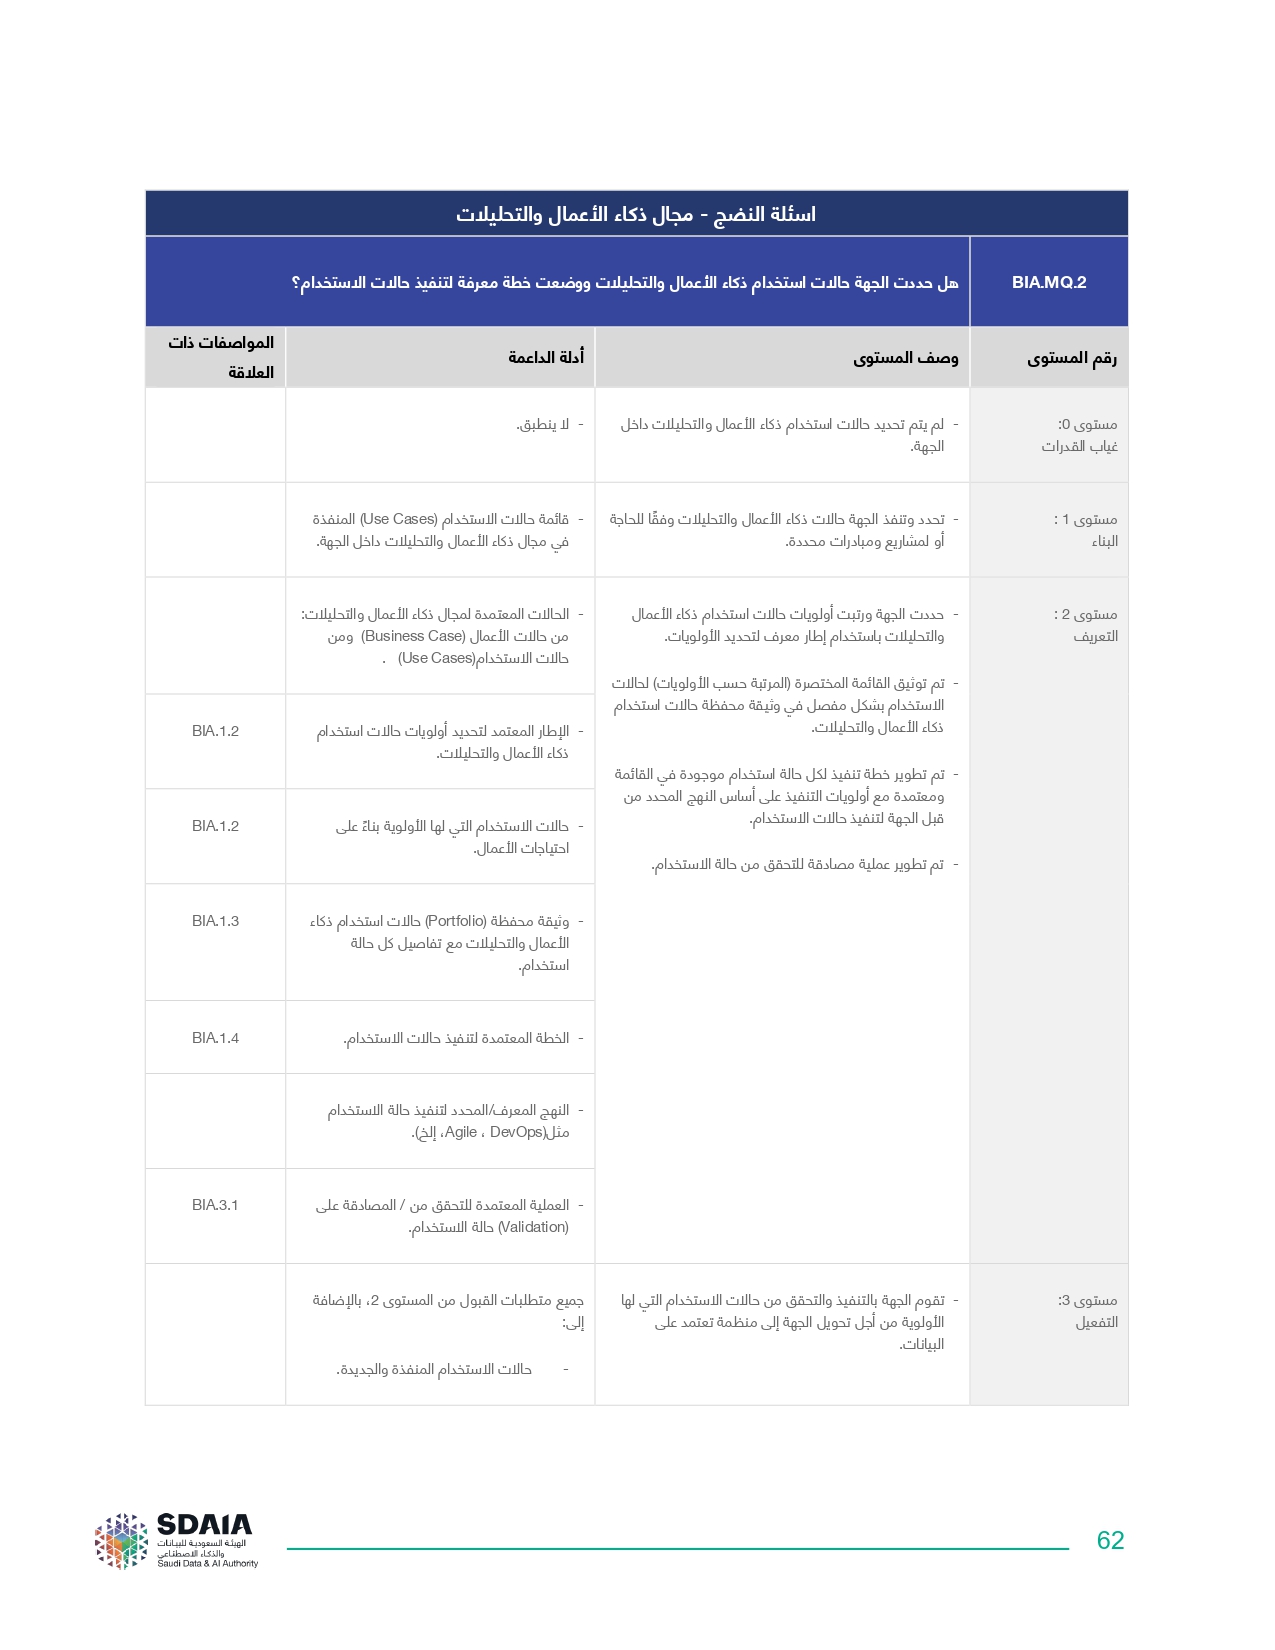 اسئلة النضج - مجال ذكاء الأعمال والتحليلات
BIA.MQ.2
هل حددت الجهة حالات استخدام ذكاء الأعمال والتحليلات ووضعت خطة معرفة لتنفيذ حالات الاستخدام؟
رقم المستوى
وصف المستوى
أدلة الداعمة
المواصفات ذات
العلاقة
مستوى 0:
غياب القدرات
- لم يتم تحديد حالات استخدام ذكاء الأعمال والتحليلات داخل
الجهة.
- لا ينطبق.
مستوى 1 :
البناء
- تحدد وتنفذ الجهة حالات ذكاء الأعمال والتحليلات وفقًا للحاجة
أو لمشاريع ومبادرات محددة.
- قائمة حالات الاستخدام (Use Cases) المنفذة
في مجال ذكاء الأعمال والتحليلات داخل الجهة.
مستوى 2 :
التعريف
- حددت الجهة ورتبت أولويات حالات استخدام ذكاء الأعمال
والتحليلات باستخدام إطار معرف لتحديد الأولويات.
- تم توثيق القائمة المختصرة (المرتبة حسب الأولويات) لحالات
الاستخدام بشكل مفصل في وثيقة محفظة حالات استخدام
ذكاء الأعمال والتحليلات.
- تم تطوير خطة تنفيذ لكل حالة استخدام موجودة في القائمة
ومعتمدة مع أولويات التنفيذ على أساس النهج المحدد من
قبل الجهة لتنفيذ حالات الاستخدام.
- تم تطوير عملية مصادقة للتحقق من حالة الاستخدام.
- الحالات المعتمدة لمجال ذكاء الأعمال والتحليلات:
من حالات الأعمال (Business Case) ومن
حالات الاستخدام(Use Cases) .
- الإطار المعتمد لتحديد أولويات حالات استخدام
ذكاء الأعمال والتحليلات.
BIA.1.2
- حالات الاستخدام التي لها الأولوية بناءً على
احتياجات الأعمال.
BIA.1.2
- وثيقة محفظة (Portfolio) حالات استخدام ذكاء
الأعمال والتحليلات مع تفاصيل كل حالة
استخدام.
BIA.1.3
- الخطة المعتمدة لتنفيذ حالات الاستخدام.
BIA.1.4
- النهج المعرف/المحدد لتنفيذ حالة الاستخدام
مثل(Agile ، DevOps، إلخ).
- العملية المعتمدة للتحقق من / المصادقة على
(Validation) حالة الاستخدام.
BIA.3.1
مستوى 3:
التفعيل
- تقوم الجهة بالتنفيذ والتحقق من حالات الاستخدام التي لها
الأولوية من أجل تحويل الجهة إلى منظمة تعتمد على
البيانات.
جميع متطلبات القبول من المستوى 2، بالإضافة
إلى:
- حالات الاستخدام المنفذة والجديدة.
SDAIA
الهيئة السعودية للبيانات
والذكاء الاصطناعي
Saudi Data & AI Authority
62